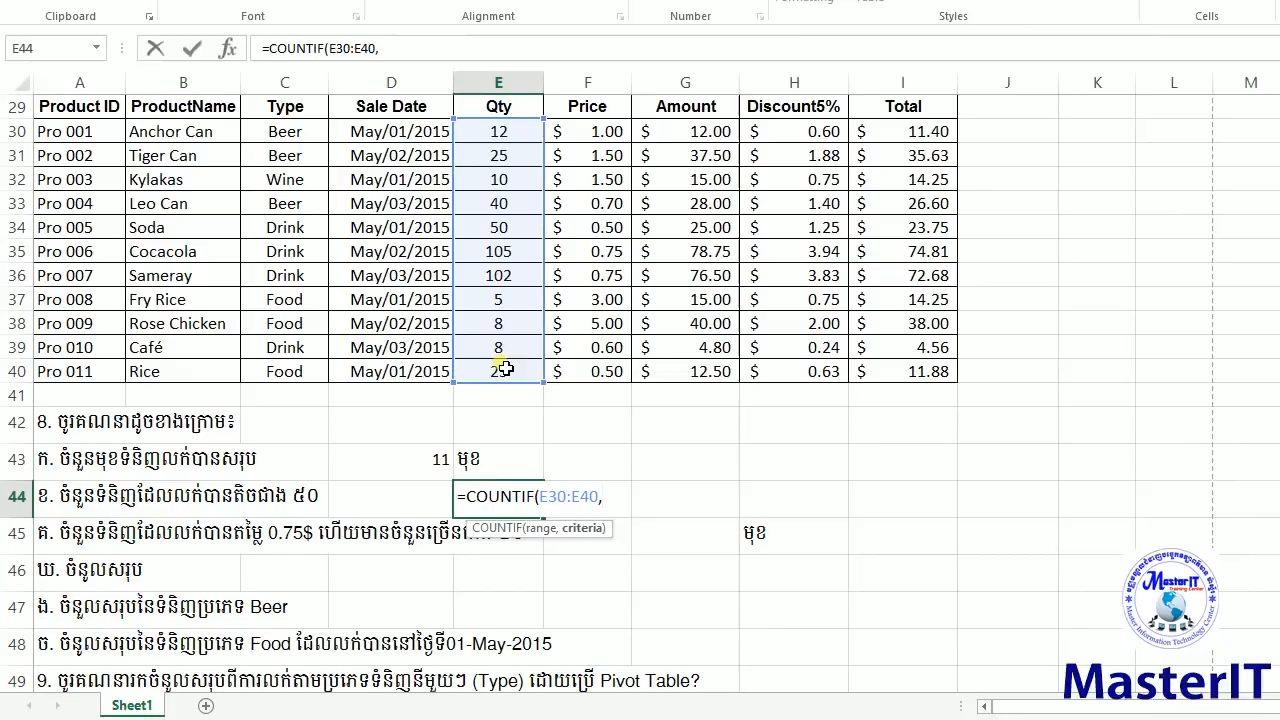 Clipboard Font Alignment Number Styles Cells
E44 fx =COUNTIF(E30:E40,
A B C D E F G H I J K L M
29 Product ID ProductName Type Sale Date Qty Price Amount Discount5% Total
30 Pro 001 Anchor Can Beer May/01/2015 12 $ 1.00 $ 12.00 $ 0.60 $ 11.40
31 Pro 002 Tiger Can Beer May/02/2015 25 $ 1.50 $ 37.50 $ 1.88 $ 35.63
32 Pro 003 Kylakas Wine May/01/2015 10 $ 1.50 $ 15.00 $ 0.75 $ 14.25
33 Pro 004 Leo Can Beer May/03/2015 40 $ 0.70 $ 28.00 $ 1.40 $ 26.60
34 Pro 005 Soda Drink May/01/2015 50 $ 0.50 $ 25.00 $ 1.25 $ 23.75
35 Pro 006 Cocacola Drink May/02/2015 105 $ 0.75 $ 78.75 $ 3.94 $ 74.81
36 Pro 007 Sameray Drink May/03/2015 102 $ 0.75 $ 76.50 $ 3.83 $ 72.68
37 Pro 008 Fry Rice Food May/01/2015 5 $ 3.00 $ 15.00 $ 0.75 $ 14.25
38 Pro 009 Rose Chicken Food May/02/2015 8 $ 5.00 $ 40.00 $ 2.00 $ 38.00
39 Pro 010 Café Drink May/03/2015 8 $ 0.60 $ 4.80 $ 0.24 $ 4.56
40 Pro 011 Rice Food May/01/2015 $ 0.50 $ 12.50 $ 0.63 $ 11.88
41
42 8. ចូរគណនាដូចខាងក្រោម៖
43 ក. ចំនួនមុខទំនិញលក់បានសរុប 11 មុខ
44 ខ. ចំនួនទំនិញដែលលក់បានតិចជាង ៥០ =COUNTIF(E30:E40,
COUNTIF(range, criteria)
45 គ. ចំនួនទំនិញដែលលក់បានតម្លៃ 0.75$ ហើយមានចំនួនច្រើន មុខ
46 ឃ. ចំនូលសរុប
47 ង. ចំនូលសរុបនៃទំនិញប្រភេទ Beer
48 ច. ចំនូលសរុបនៃទំនិញប្រភេទ Food ដែលលក់បាននៅថ្ងៃទី01-May-2015
49 9. ចូរគណនារកចំនូលសរុបពីការលក់តាមប្រភេទទំនិញនីមួយៗ (Type) ដោយប្រើ Pivot Table?
MasterIT
Training Center
Master Information Technology Center
MasterIT
Sheet1